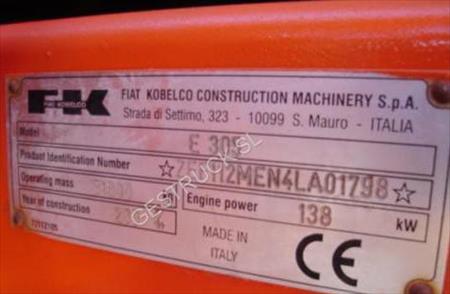 FK
FIAT KOBELCO
FIAT KOBELCO CONSTRUCTION MACHINERY S.p.A.
Strada di Settimo, 323 - 10099 S. Mauro - ITALIA
Model
E 305
Product Identification Number
Operating mass
Year of construction
Engine power 138 kW
MADE IN
ITALY
CE
GESTRUCK SL